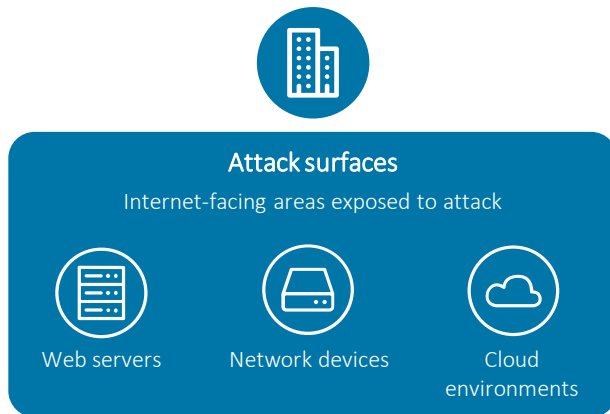 Attack surfaces
Internet-facing areas exposed to attack
Web servers
Network devices
Cloud
environments